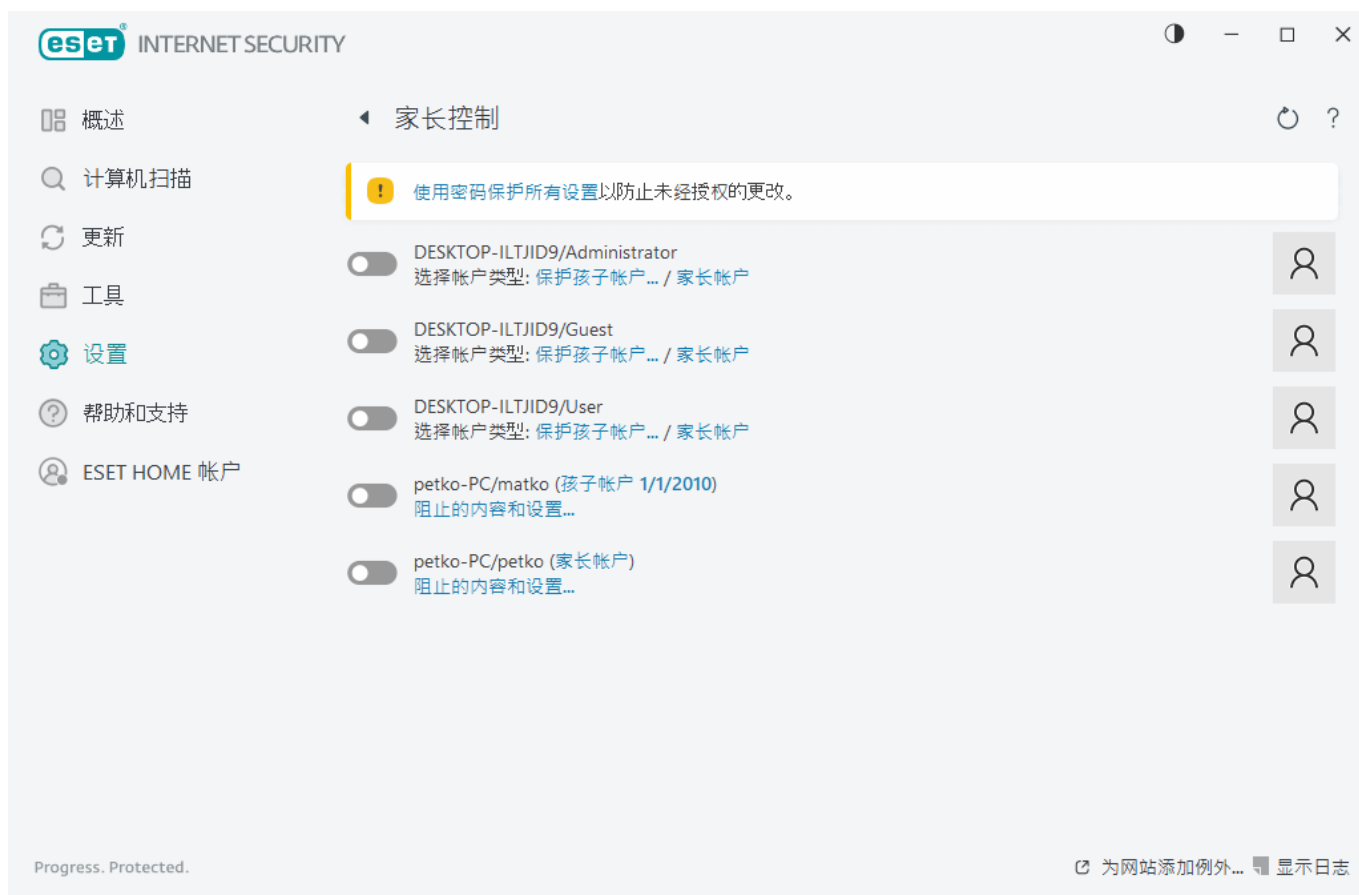 eseT® INTERNET SECURITY
概述
计算机扫描
更新
工具
设置
帮助和支持
ESET HOME 帐户
家长控制
?
使用密码保护所有设置以防止未经授权的更改。
DESKTOP-ILTJID9/Administrator
选择帐户类型: 保护孩子帐户... / 家长帐户
DESKTOP-ILTJID9/Guest
选择帐户类型: 保护孩子帐户... / 家长帐户
DESKTOP-ILTJID9/User
选择帐户类型: 保护孩子帐户... / 家长帐户
petko-PC/matko (孩子帐户 1/1/2010)
阻止的内容和设置...
petko-PC/petko (家长帐户)
阻止的内容和设置...
Progress. Protected.
为网站添加例外... 显示日志